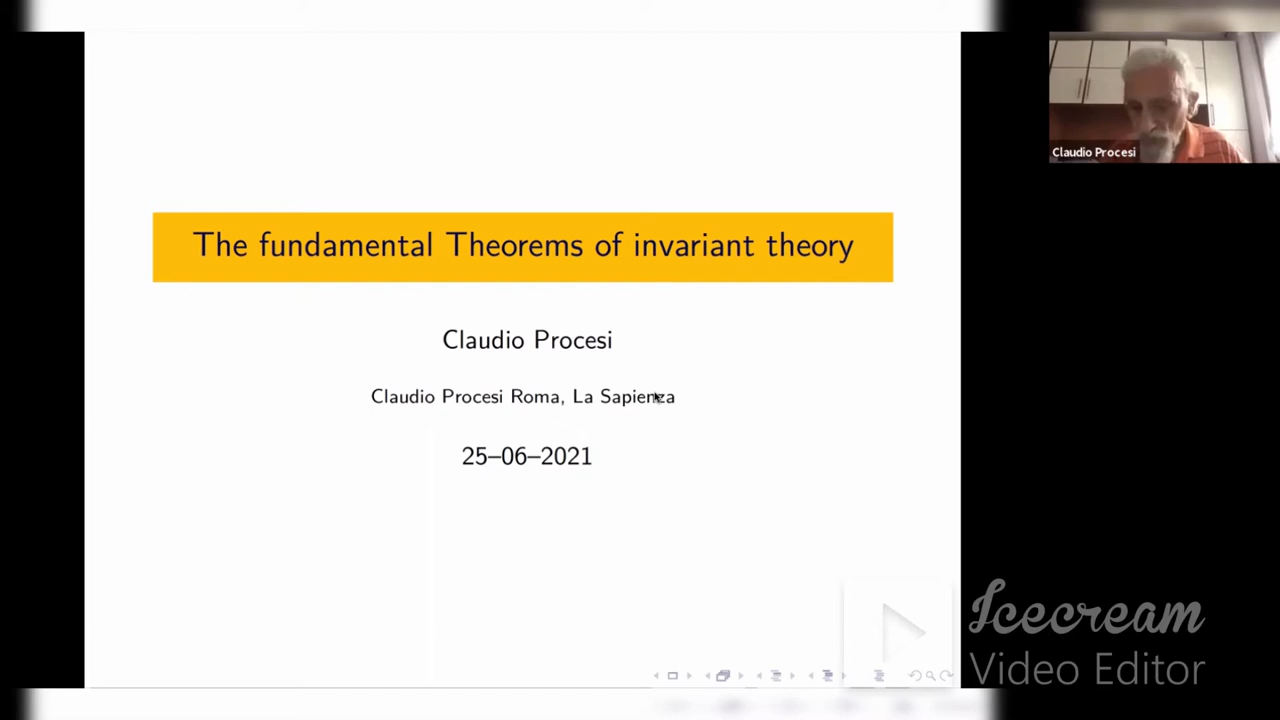 The fundamental Theorems of invariant theory
Claudio Procesi
Claudio Procesi Roma, La Sapienza
25–06–2021
Claudio Procesi
Icecream
Video Editor